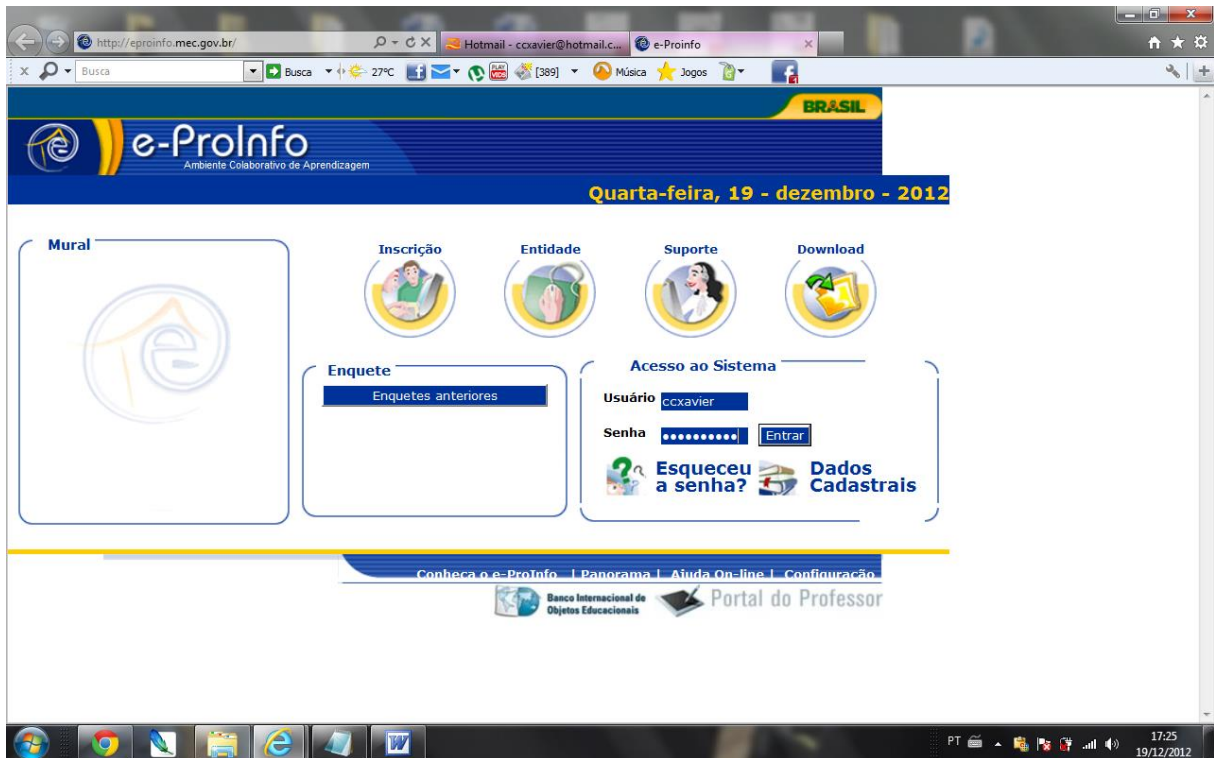 http://eproinfo.mec.gov.br/
Hotmail - ccxavier@hotmail.c...
e-Proinfo
Busca
Busca
27ºC
PLAY VIDS
[389]
Música
Jogos
BRASIL
e-ProInfo
Ambiente Colaborativo de Aprendizagem
Quarta-feira, 19 - dezembro - 2012
Mural
Inscrição
Entidade
Suporte
Download
Enquete
Enquetes anteriores
Acesso ao Sistema
Usuário ccxavier
Senha ●●●●●●●●●● Entrar
Esqueceu
a senha?
Dados
Cadastrais
Conheça o e-ProInfo | Panorama | Ajuda On-line | Configuração
Banco Internacional de
Objetos Educacionais
Portal do Professor
PT
17:25
19/12/2012